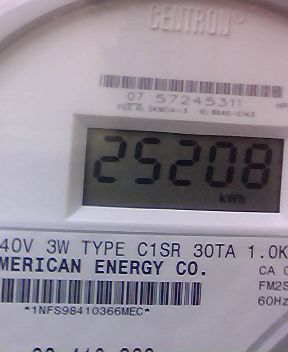 CENTRON®
07 57245311
25208
kWh
40V 3W TYPE C1SR 30TA 1.0K
MERICAN ENERGY CO.
CA 0
FM2S
60Hz
*1NFS98410366MEC*